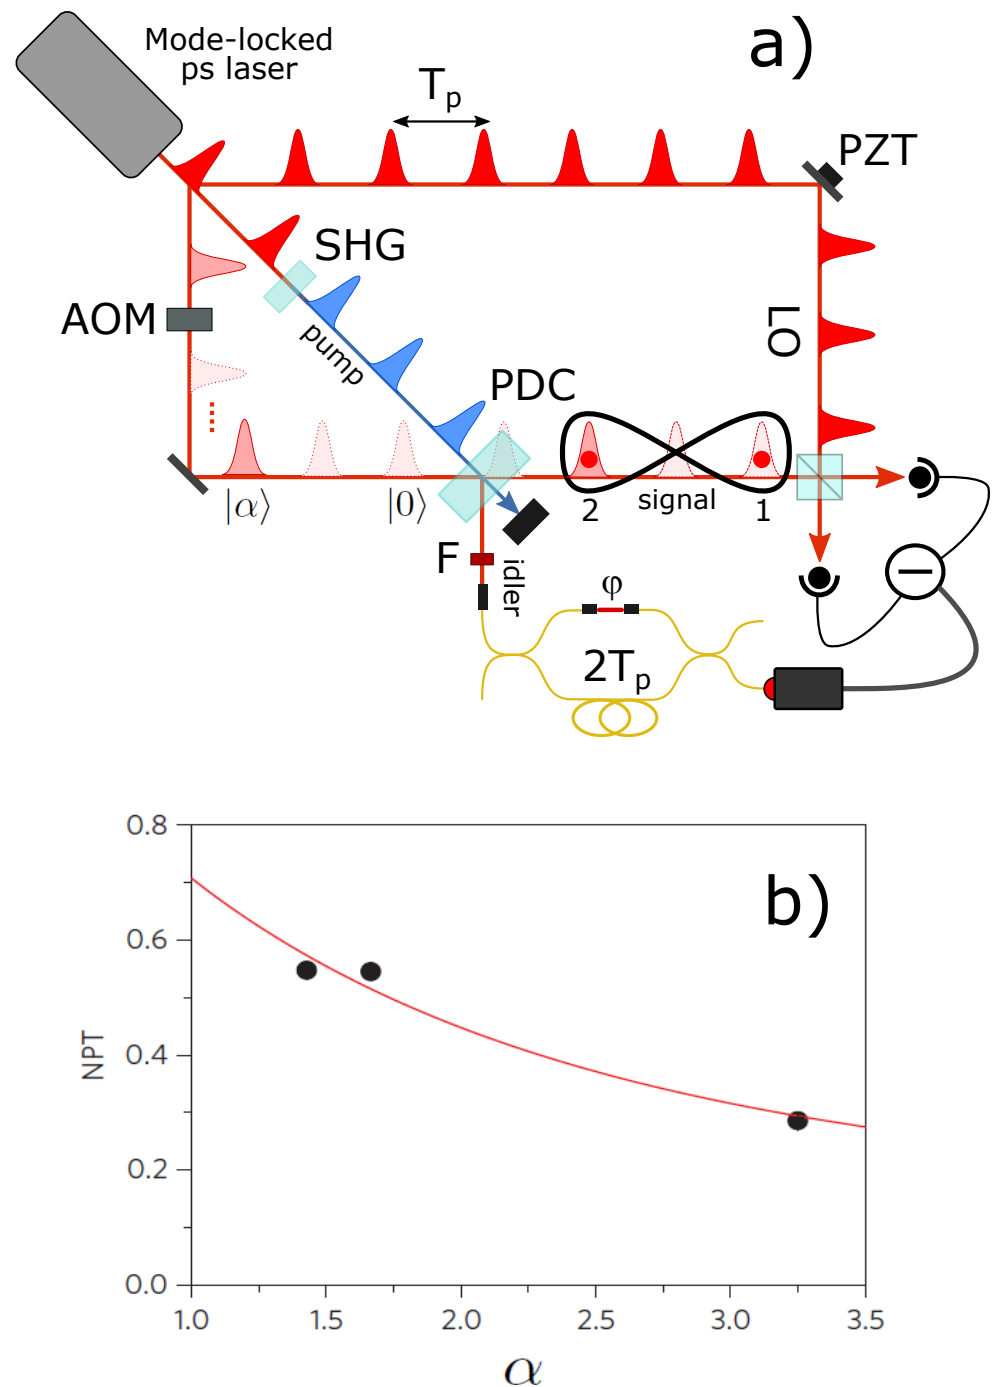 Mode-locked
ps laser
a)
Tp
PZT
SHG
AOM
pump
LO
PDC
|α⟩
|0⟩
2
signal
1
F
idler
φ
2Tp
−
b)
0.8
0.6
0.4
0.2
0.0
NPT
1.0 1.5 2.0 2.5 3.0 3.5
α